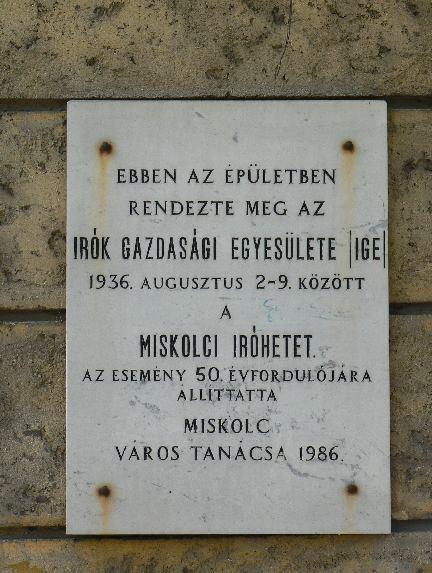 EBBEN AZ ÉPÜLETBEN
RENDEZTE MEG AZ
IRÓK GAZDASÁGI EGYESÜLETE |IGE|
1936. AUGUSZTUS 2-9. KÖZÖTT
A
MISKOLCI IRÓHETET.
AZ ESEMÉNY 50. ÉVFORDULÓJÁRA
ÁLLÍTTATTA
MISKOLC
VÁROS TANÁCSA 1986.